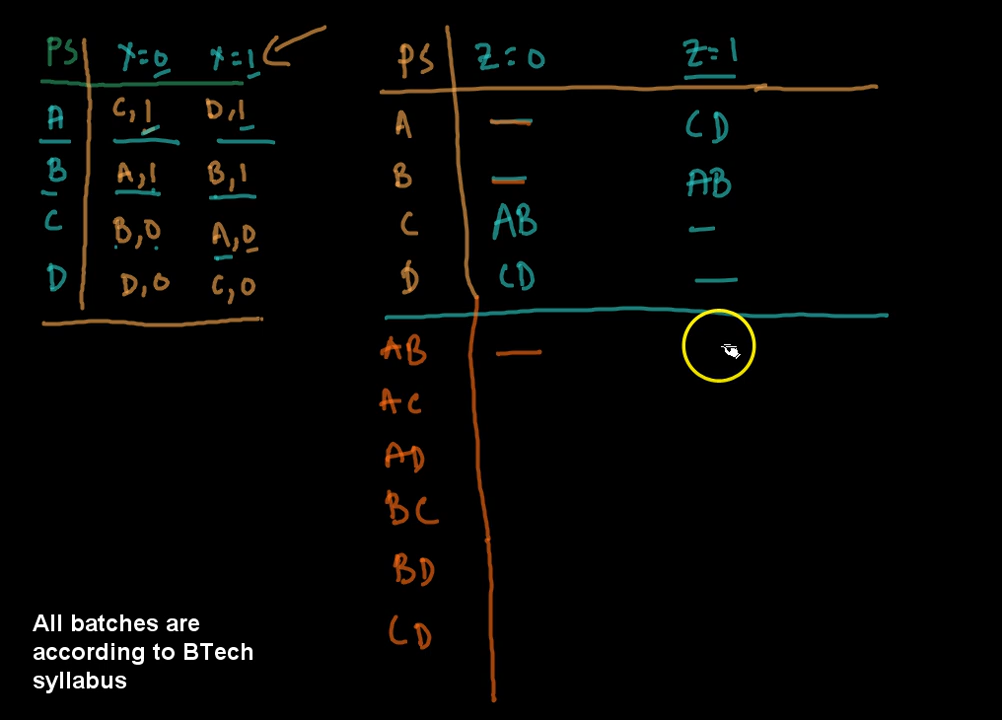 PS X=0 X=1
A C,1 D,1
B A,1 B,1
C B,0 A,0
D D,0 C,0
PS Z=0 Z=1
A — CD
B — AB
C AB —
D CD —
AB —
AC
AD
BC
BD
CD
All batches are
according to BTech
syllabus